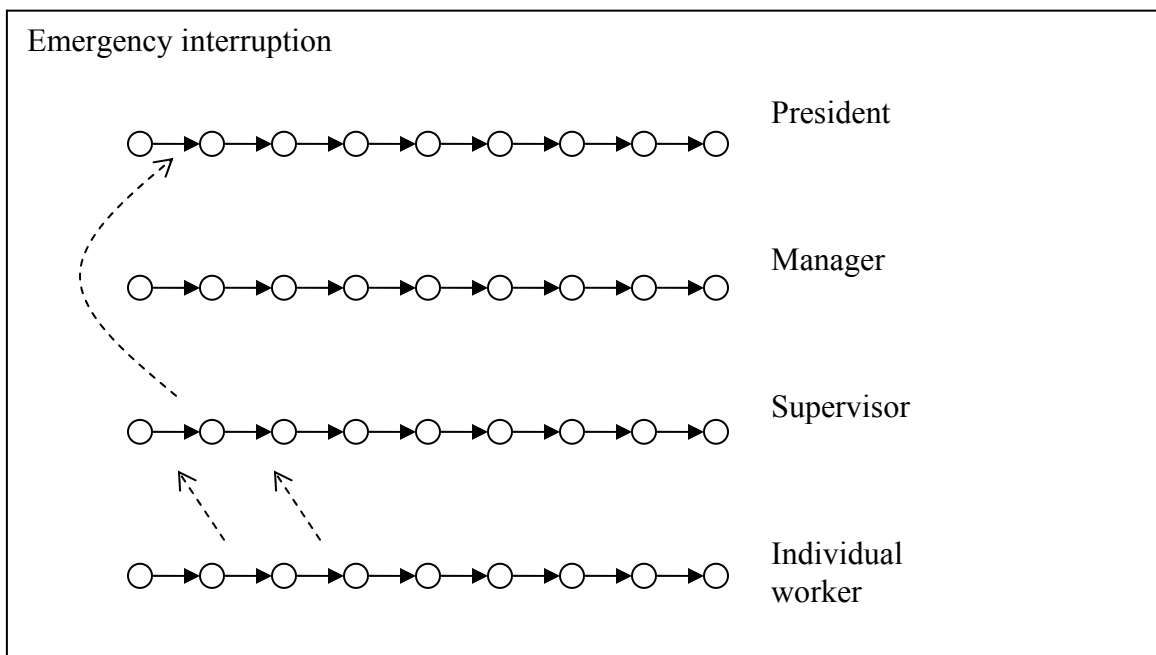 Emergency interruption
President
Manager
Supervisor
Individual
worker